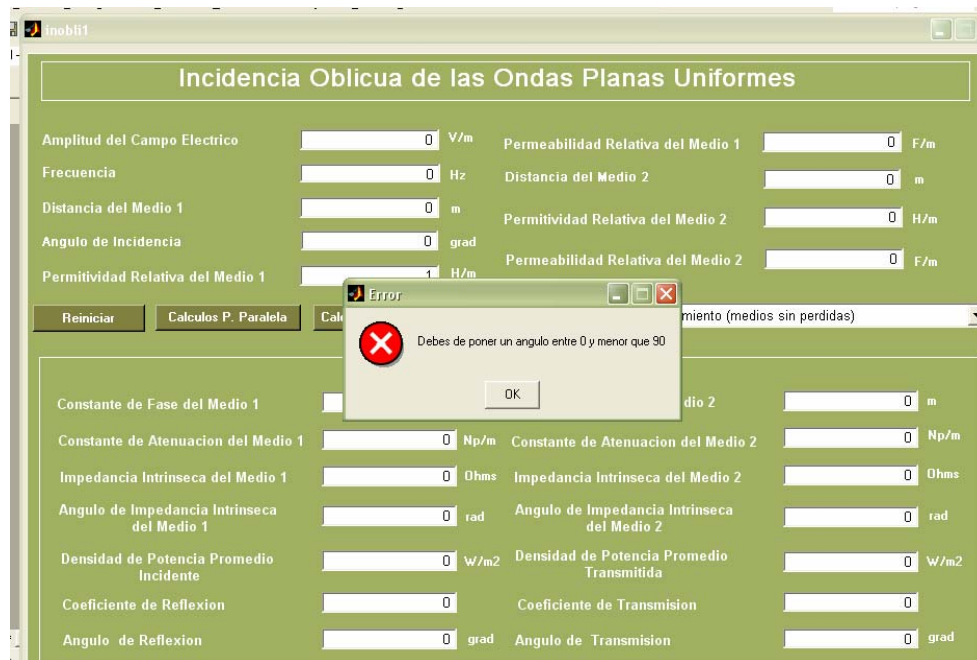 inobli1
Incidencia Oblicua de las Ondas Planas Uniformes
Amplitud del Campo Electrico 0 V/m
Permeabilidad Relativa del Medio 1 0 F/m
Frecuencia 0 Hz
Distancia del Medio 2 0 m
Distancia del Medio 1 0 m
Permitividad Relativa del Medio 2 0 H/m
Angulo de Incidencia 0 grad
Permeabilidad Relativa del Medio 2 0 F/m
Permitividad Relativa del Medio 1 1 H/m
Error
Debes de poner un angulo entre 0 y menor que 90
OK
Reiniciar
Calculos P. Paralela
Calc
miento (medios sin perdidas)
Constante de Fase del Medio 1
dio 2 0 m
Constante de Atenuacion del Medio 1 0 Np/m
Constante de Atenuacion del Medio 2 0 Np/m
Impedancia Intrinseca del Medio 1 0 Ohms
Impedancia Intrinseca del Medio 2 0 Ohms
Angulo de Impedancia Intrinseca
del Medio 1 0 rad
Angulo de Impedancia Intrinseca
del Medio 2 0 rad
Densidad de Potencia Promedio
Incidente 0 W/m2
Densidad de Potencia Promedio
Transmitida 0 W/m2
Coeficiente de Reflexion 0
Coeficiente de Transmision 0
Angulo de Reflexion 0 grad
Angulo de Transmision 0 grad